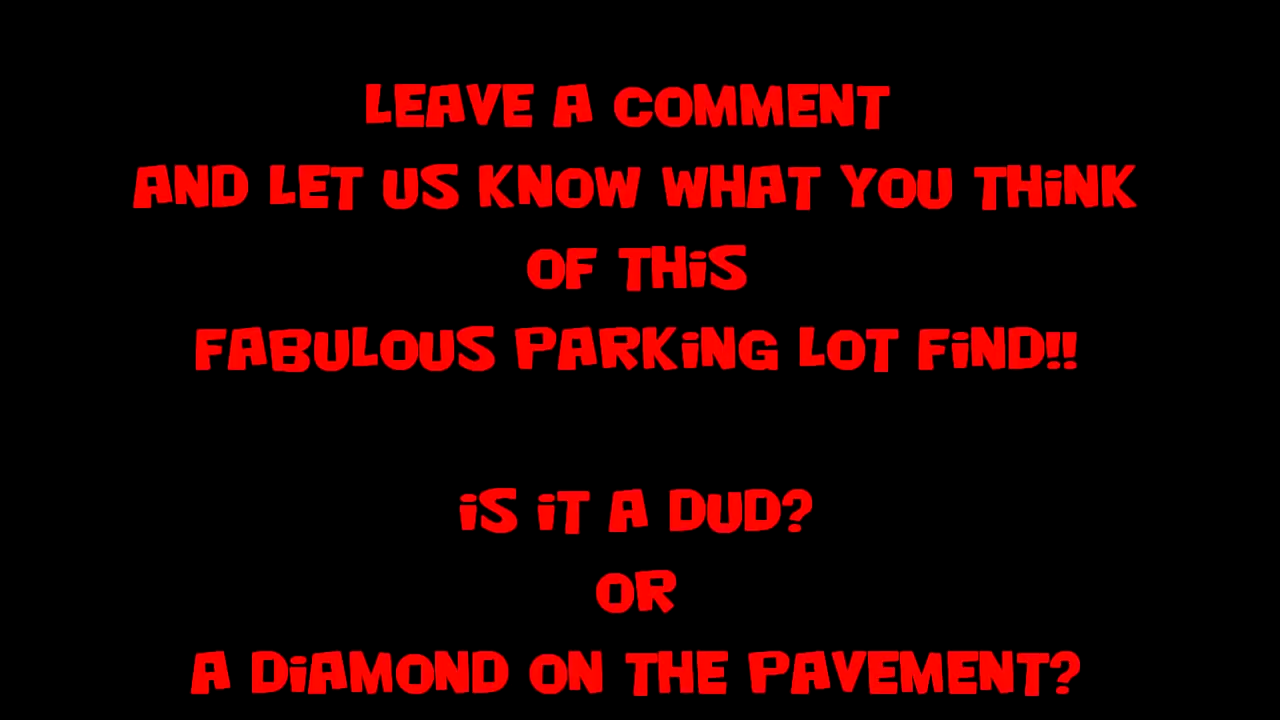 LEAVE A COMMENT
AND LET US KNOW WHAT YOU THiNK
OF THiS
FABULOUS PARKiNG LOT FiND!!
iS iT A DUD?
OR
A DiAMOND ON THE PAVEMENT?